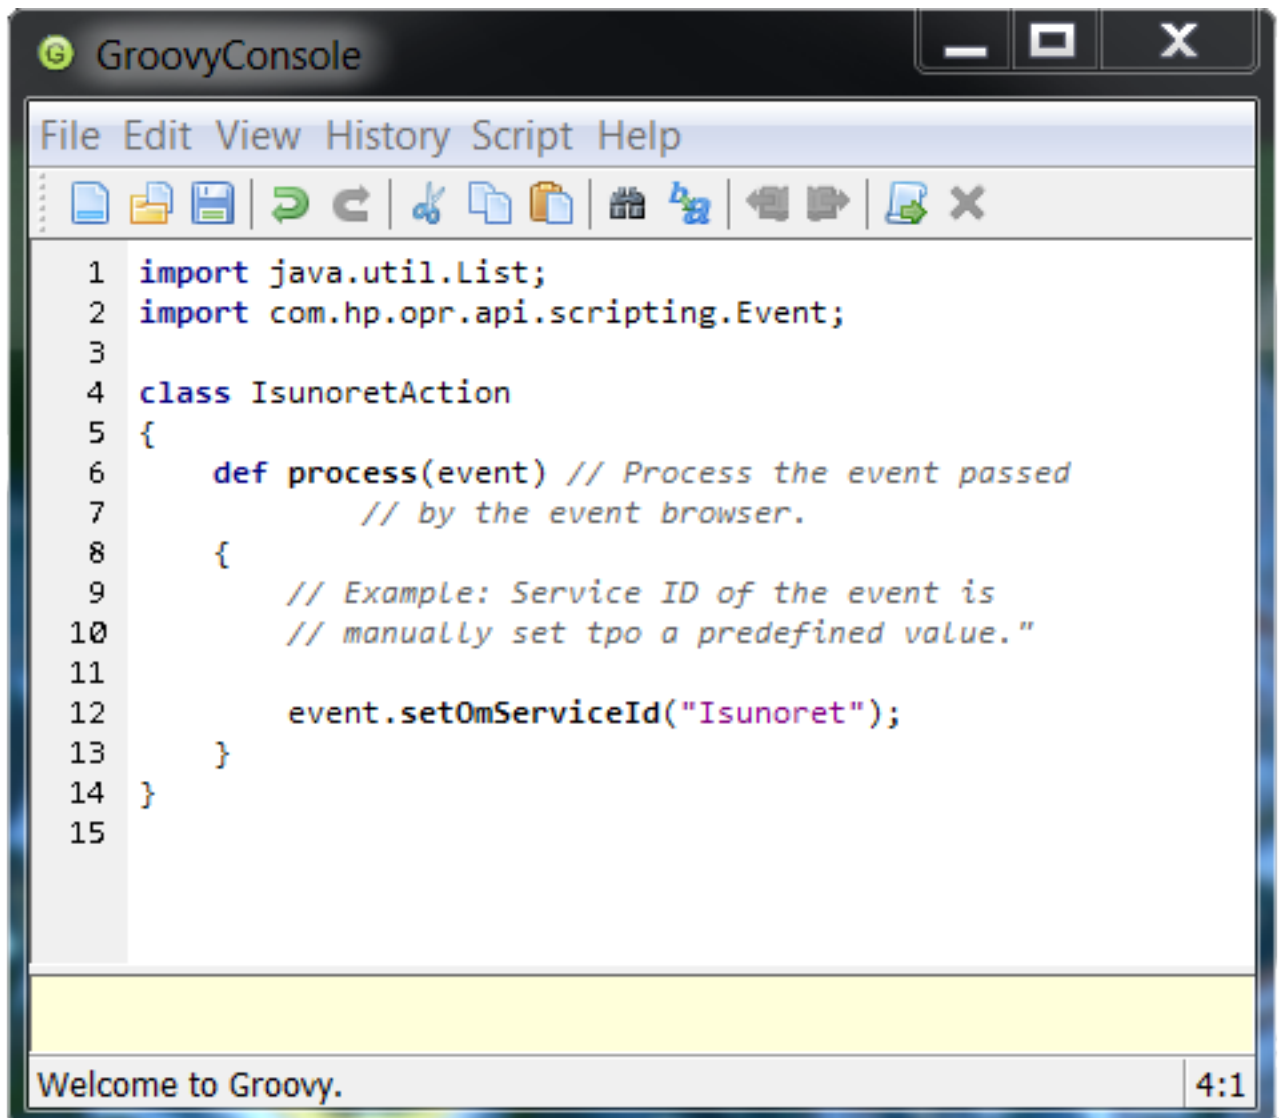 GroovyConsole
File Edit View History Script Help
1 import java.util.List;
2 import com.hp.opr.api.scripting.Event;
3
4 class IsunoretAction
5 {
6     def process(event) // Process the event passed
7             // by the event browser.
8     {
9         // Example: Service ID of the event is
10         // manually set tpo a predefined value."
11
12         event.setOmServiceId("Isunoret");
13     }
14 }
15
Welcome to Groovy. 4:1